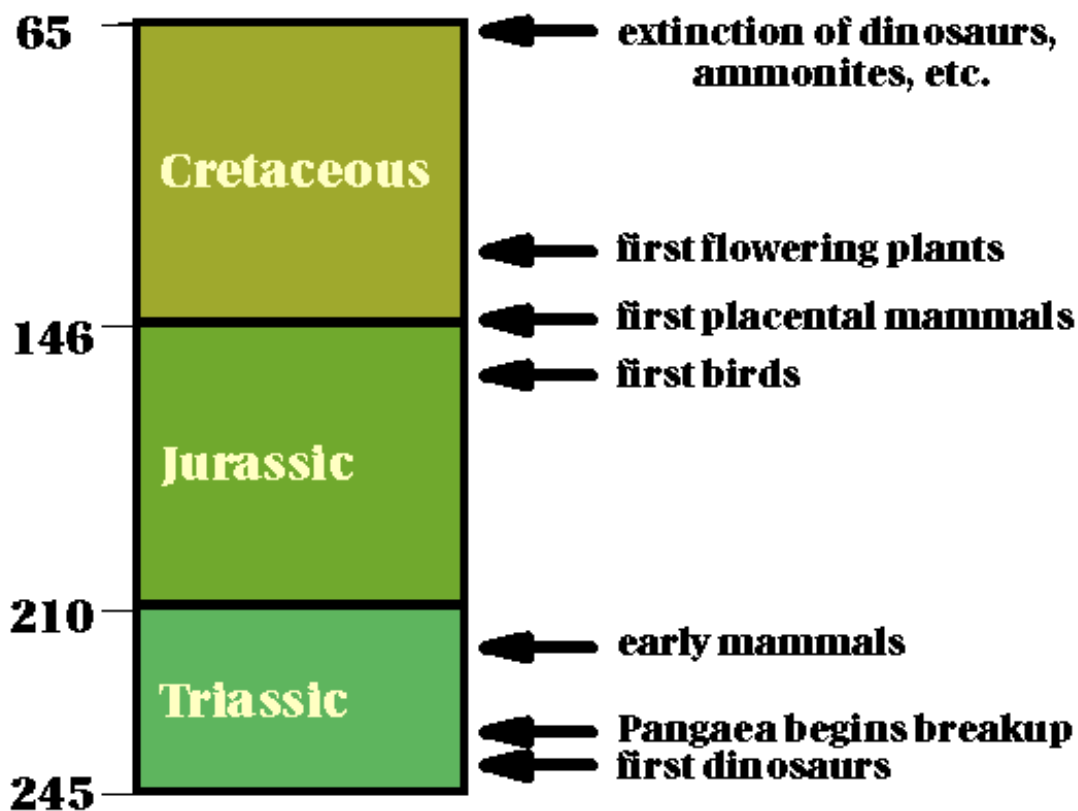 65
extinction of dinosaurs,
ammonites, etc.
Cretaceous
first flowering plants
first placental mammals
146
first birds
Jurassic
210
early mammals
Triassic
Pangaea begins breakup
first dinosaurs
245